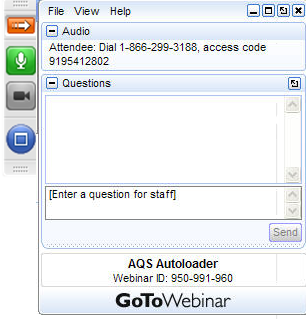 File View Help
Audio
Attendee: Dial 1-866-299-3188, access code
9195412802
Questions
[Enter a question for staff]
Send
AQS Autoloader
Webinar ID: 950-991-960
GoToWebinar